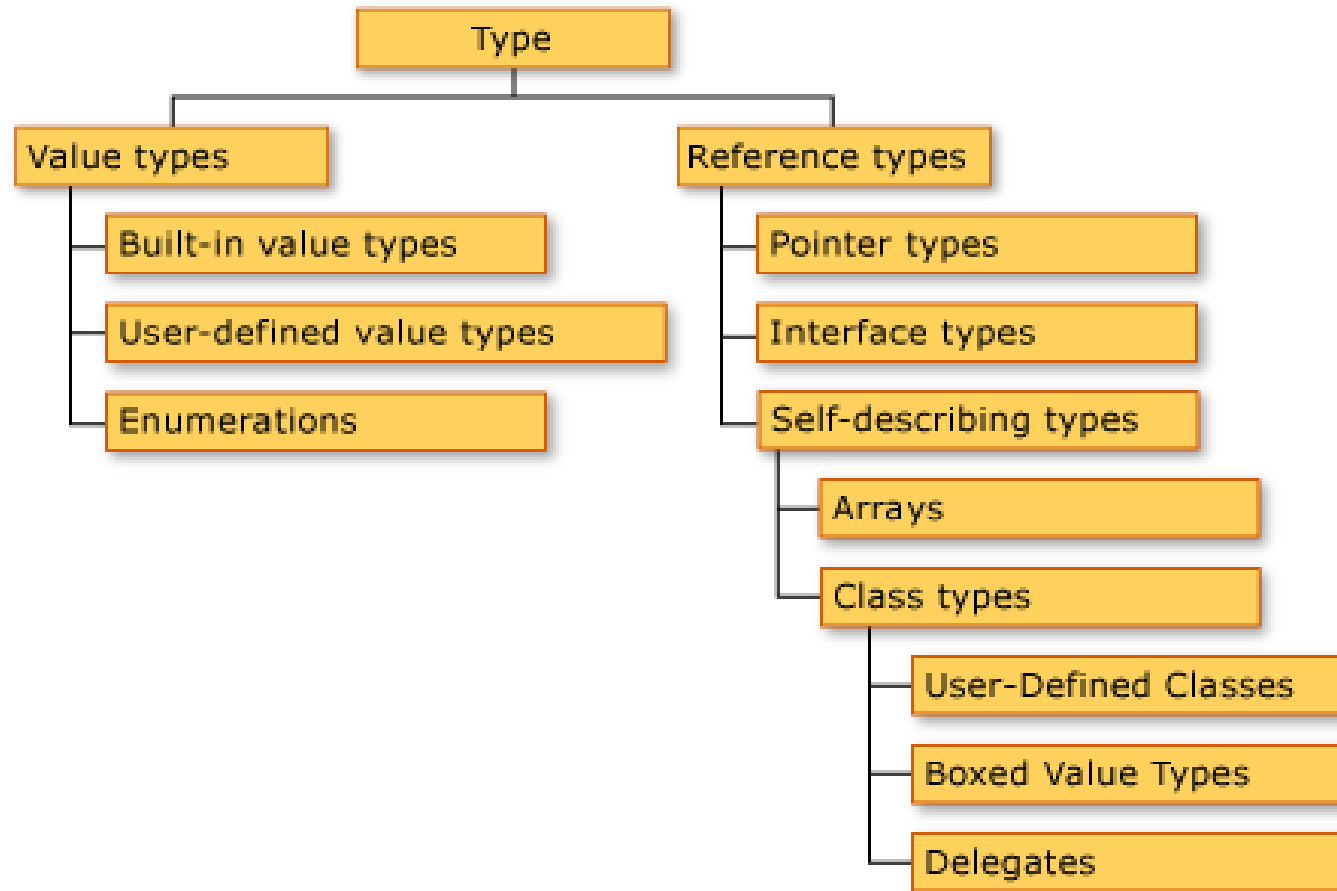 Type
Value types
Built-in value types
User-defined value types
Enumerations
Reference types
Pointer types
Interface types
Self-describing types
Arrays
Class types
User-Defined Classes
Boxed Value Types
Delegates